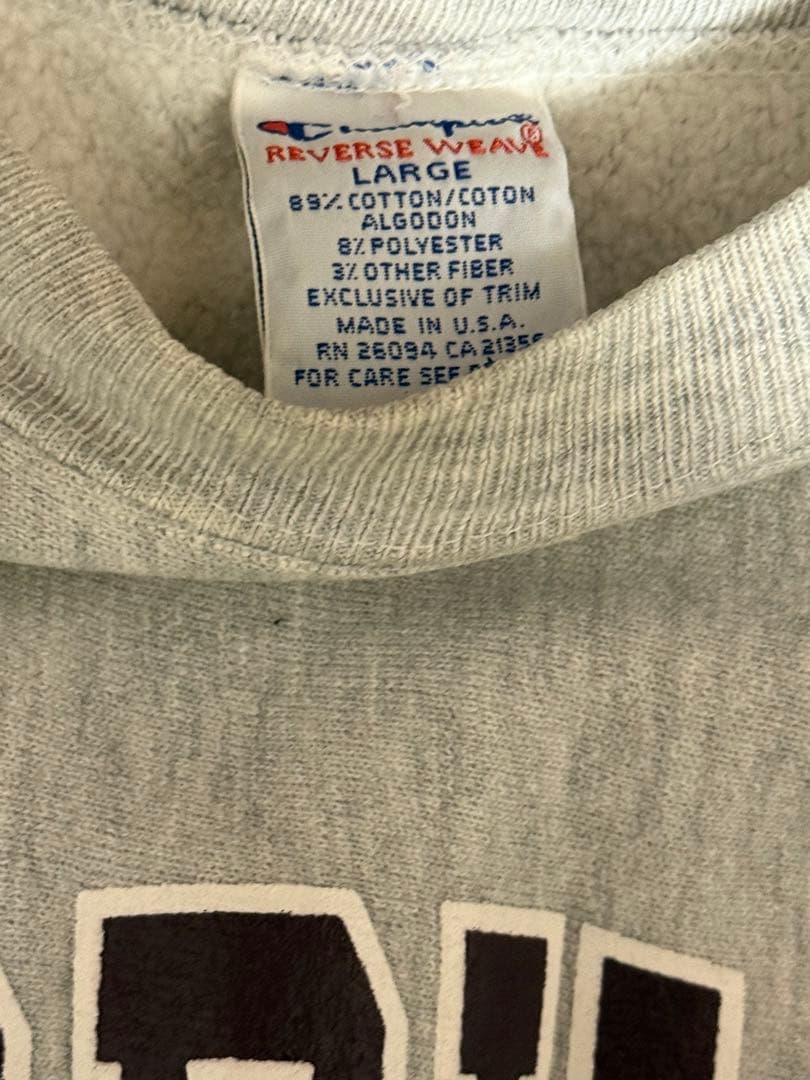 Champion
REVERSE WEAVE ®
LARGE
89% COTTON/COTON
ALGODON
8% POLYESTER
3% OTHER FIBER
EXCLUSIVE OF TRIM
MADE IN U.S.A.
RN 26094 CA
FOR CARE SEE